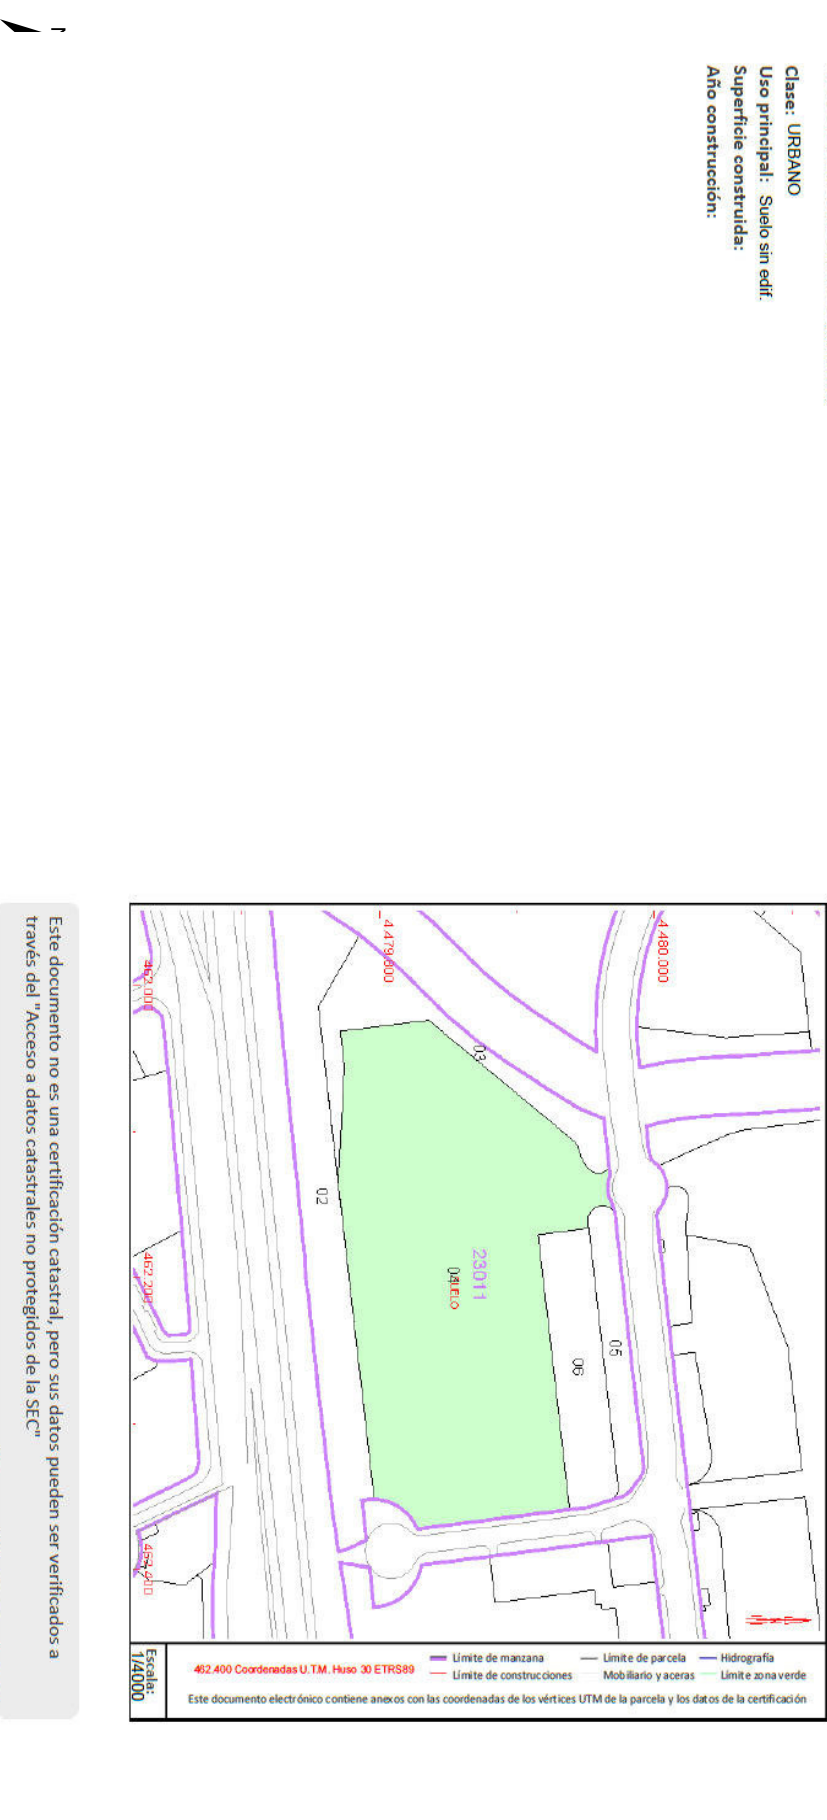 Clase: URBANO
Uso principal: Suelo sin edif.
Superficie construida:
Año construcción:
4.480.000
4.479.800
462.000
462.200
462.400
03
02
23011
04
SUELO
05
06
Límite de manzana
Límite de parcela
Hidrografía
462.400 Coordenadas U.T.M. Huso 30 ETRS89
Límite de construcciones
Mobiliario y aceras
Límite zona verde
Este documento electrónico contiene anexos con las coordenadas de los vértices UTM de la parcela y los datos de la certificación
Escala:
1/4000
Este documento no es una certificación catastral, pero sus datos pueden ser verificados a
través del "Acceso a datos catastrales no protegidos de la SEC"